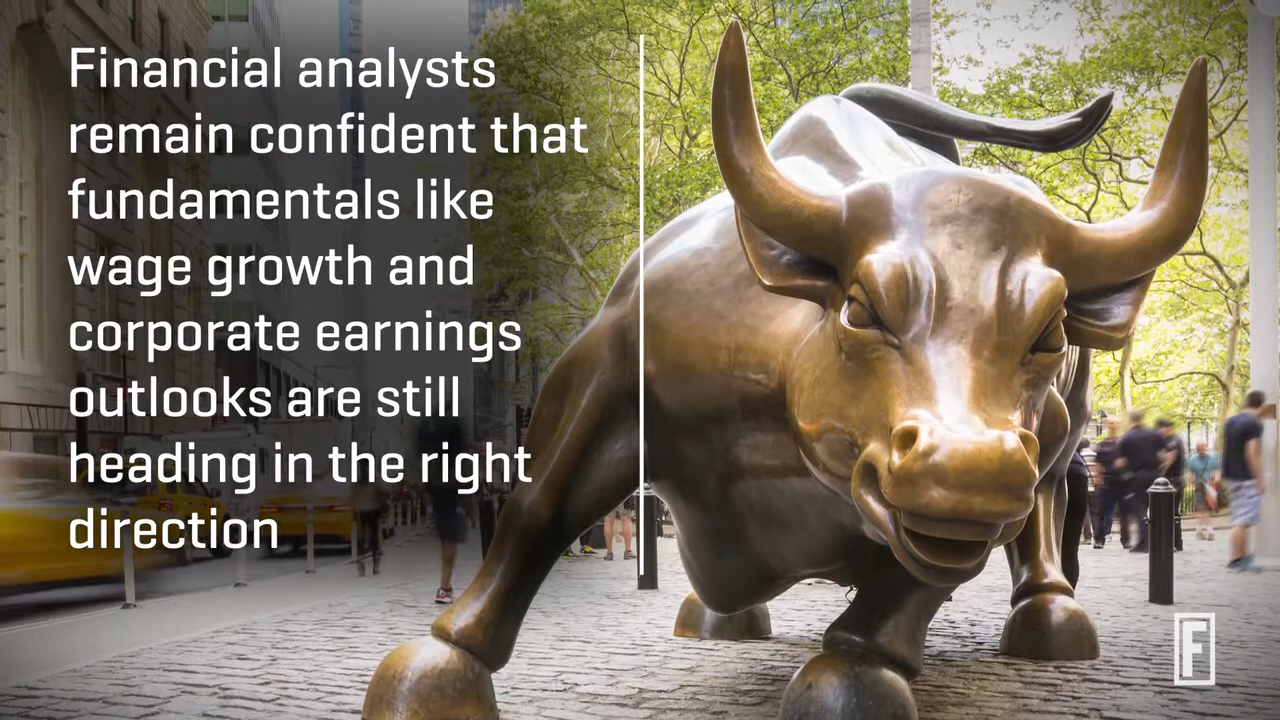 Financial analysts
remain confident that
fundamentals like
wage growth and
corporate earnings
outlooks are still
heading in the right
direction
F